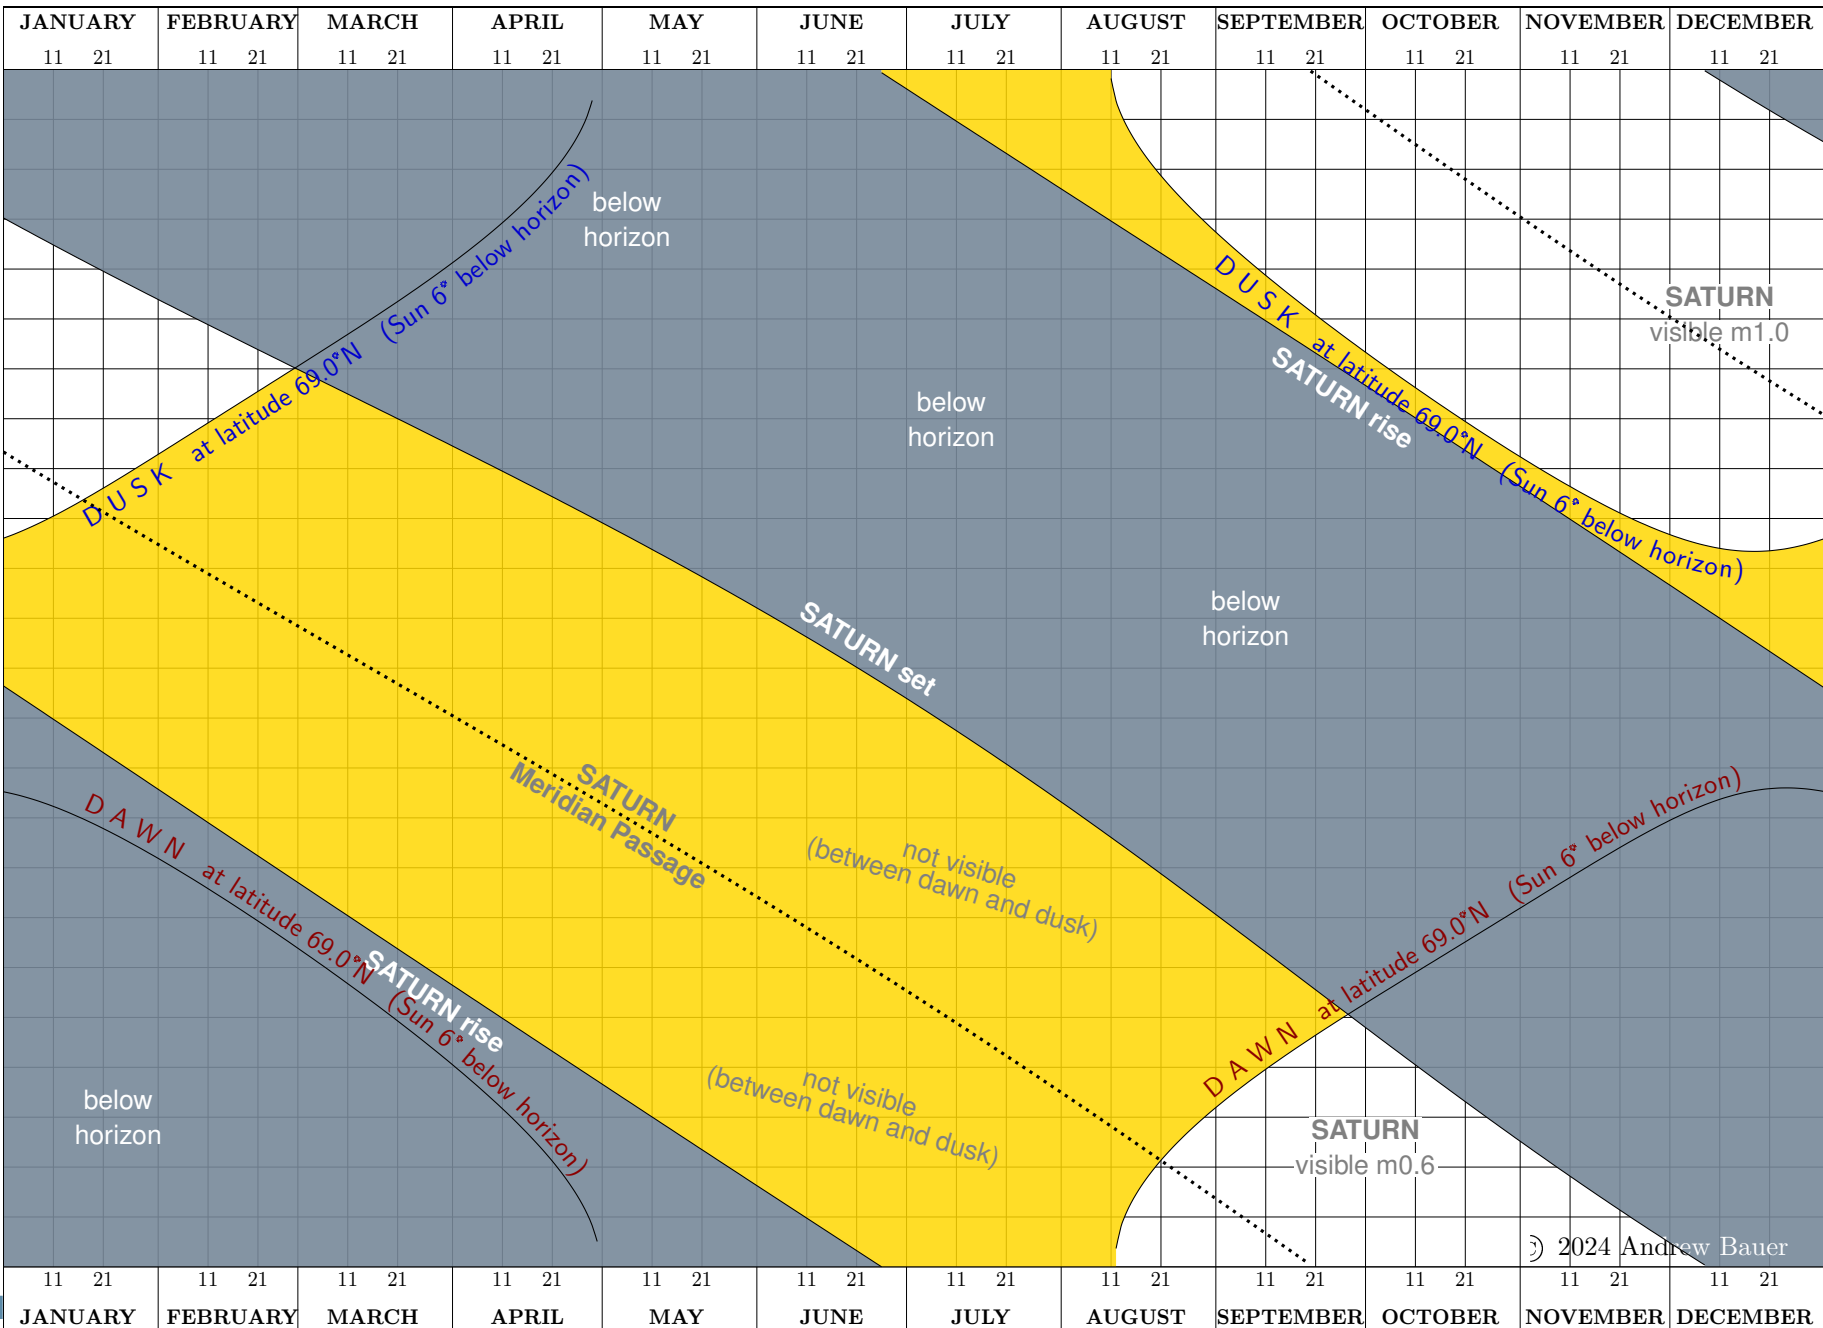 JANUARY FEBRUARY MARCH APRIL MAY JUNE JULY AUGUST SEPTEMBER OCTOBER NOVEMBER DECEMBER
11 21 11 21 11 21 11 21 11 21 11 21 11 21 11 21 11 21 11 21 11 21 11 21
below
horizon
DUSK at latitude 69.0°N (Sun 6° below horizon)
DUSK at latitude 69.0°N (Sun 6° below horizon)
SATURN
visible m1.0
SATURN rise
below
horizon
below
horizon
SATURN set
SATURN
Meridian Passage
not visible
(between dawn and dusk)
DAWN at latitude 69.0°N (Sun 6° below horizon)
DAWN at latitude 69.0°N (Sun 6° below horizon)
SATURN rise
not visible
(between dawn and dusk)
below
horizon
SATURN
visible m0.6
© 2024 Andrew Bauer
11 21 11 21 11 21 11 21 11 21 11 21 11 21 11 21 11 21 11 21 11 21 11 21
JANUARY FEBRUARY MARCH APRIL MAY JUNE JULY AUGUST SEPTEMBER OCTOBER NOVEMBER DECEMBER